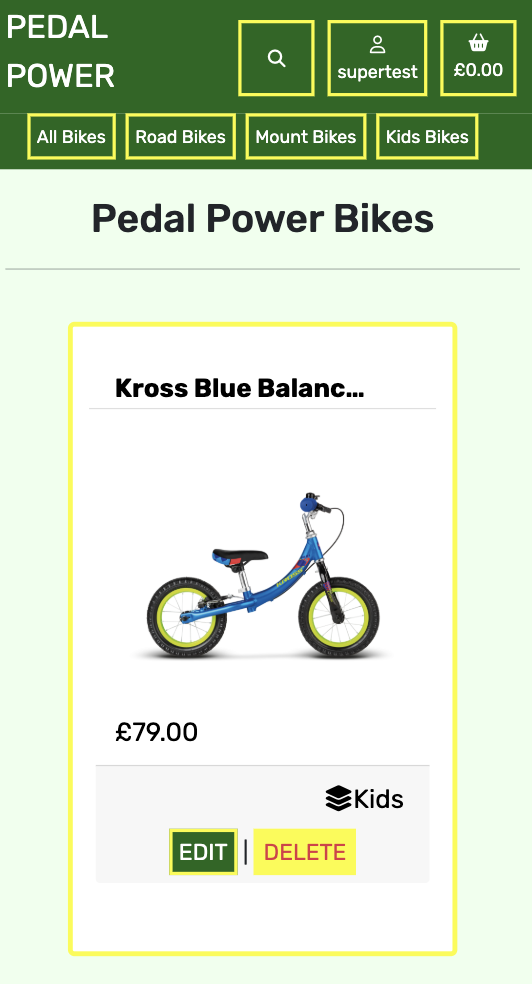 PEDAL
POWER
supertest
£0.00
All Bikes
Road Bikes
Mount Bikes
Kids Bikes
Pedal Power Bikes
Kross Blue Balanc...
KROSS
£79.00
Kids
EDIT | DELETE